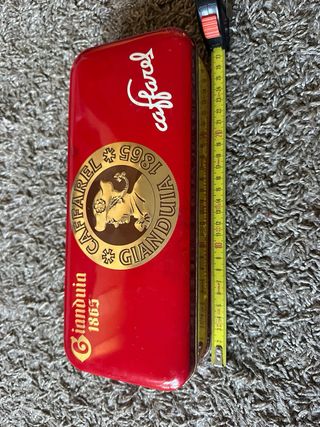 caffarel
CAFFAREL
1865
GIANDUIA
Gianduia
1865